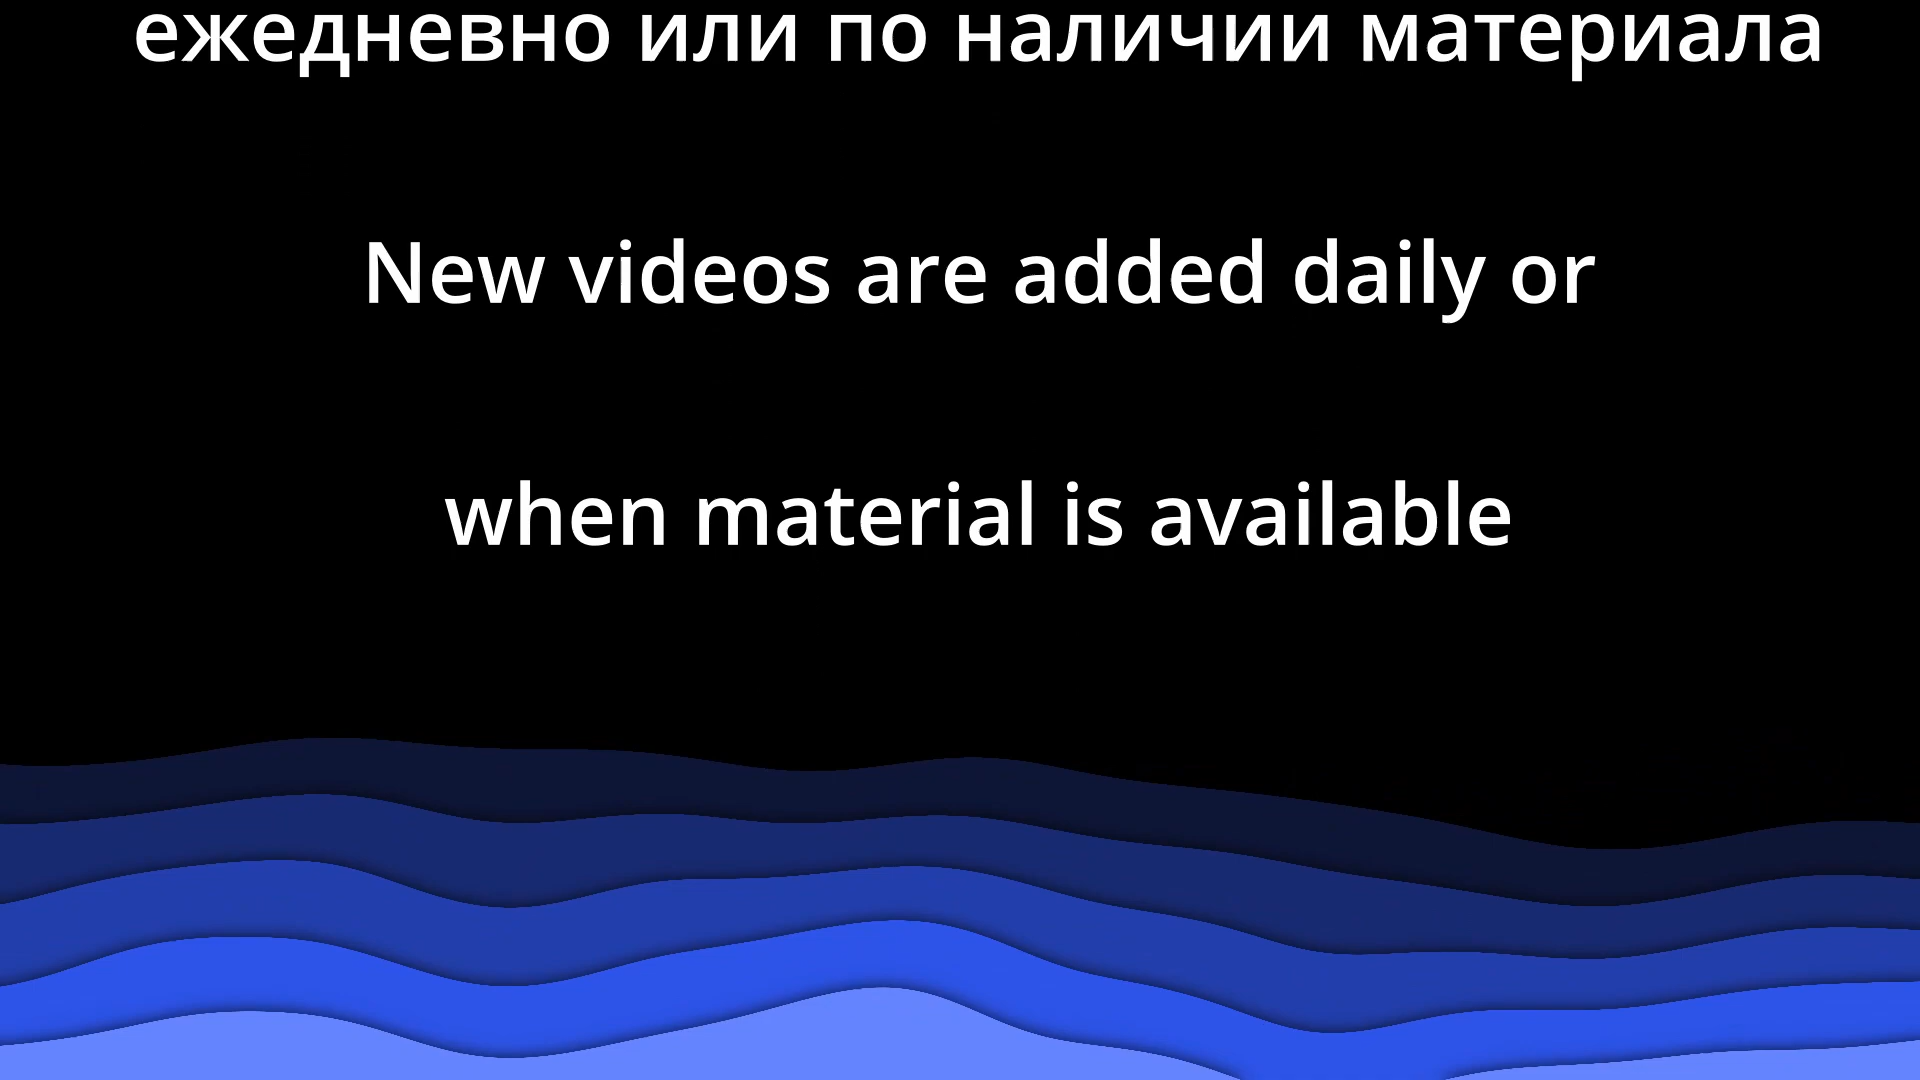 ежедневно или по наличии материала
New videos are added daily or
when material is available